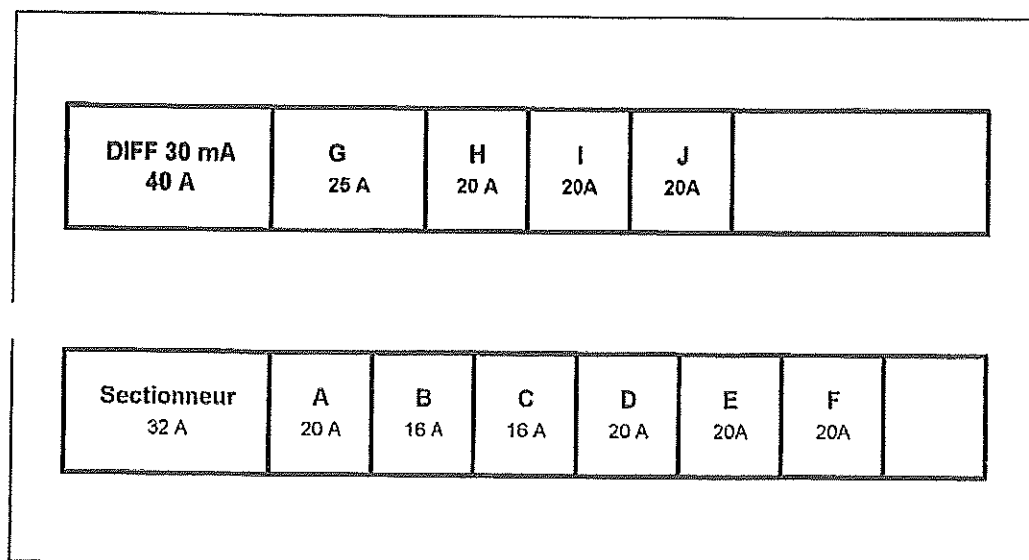 DIFF 30 mA
40 A
G
25 A
H
20 A
I
20A
J
20A
Sectionneur
32 A
A
20 A
B
16 A
C
16 A
D
20 A
E
20A
F
20A